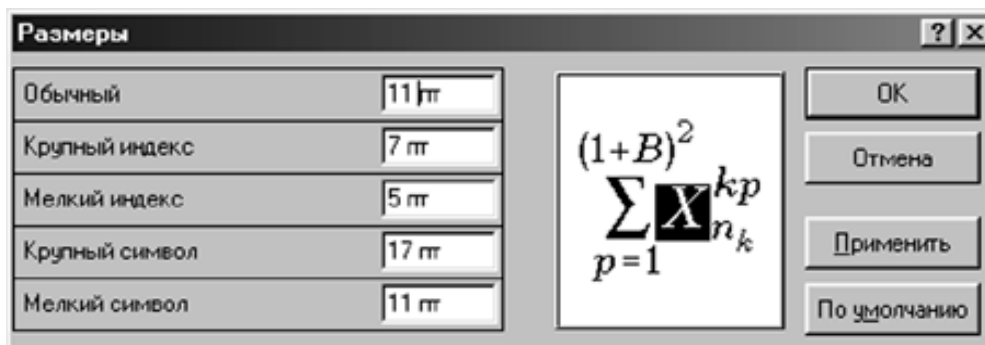 Размеры
Обычный 11 пт
Крупный индекс 7 пт
Мелкий индекс 5 пт
Крупный символ 17 пт
Мелкий символ 11 пт
(1+B)²
∑ X kp
n k
p=1
OK
Отмена
Применить
По умолчанию